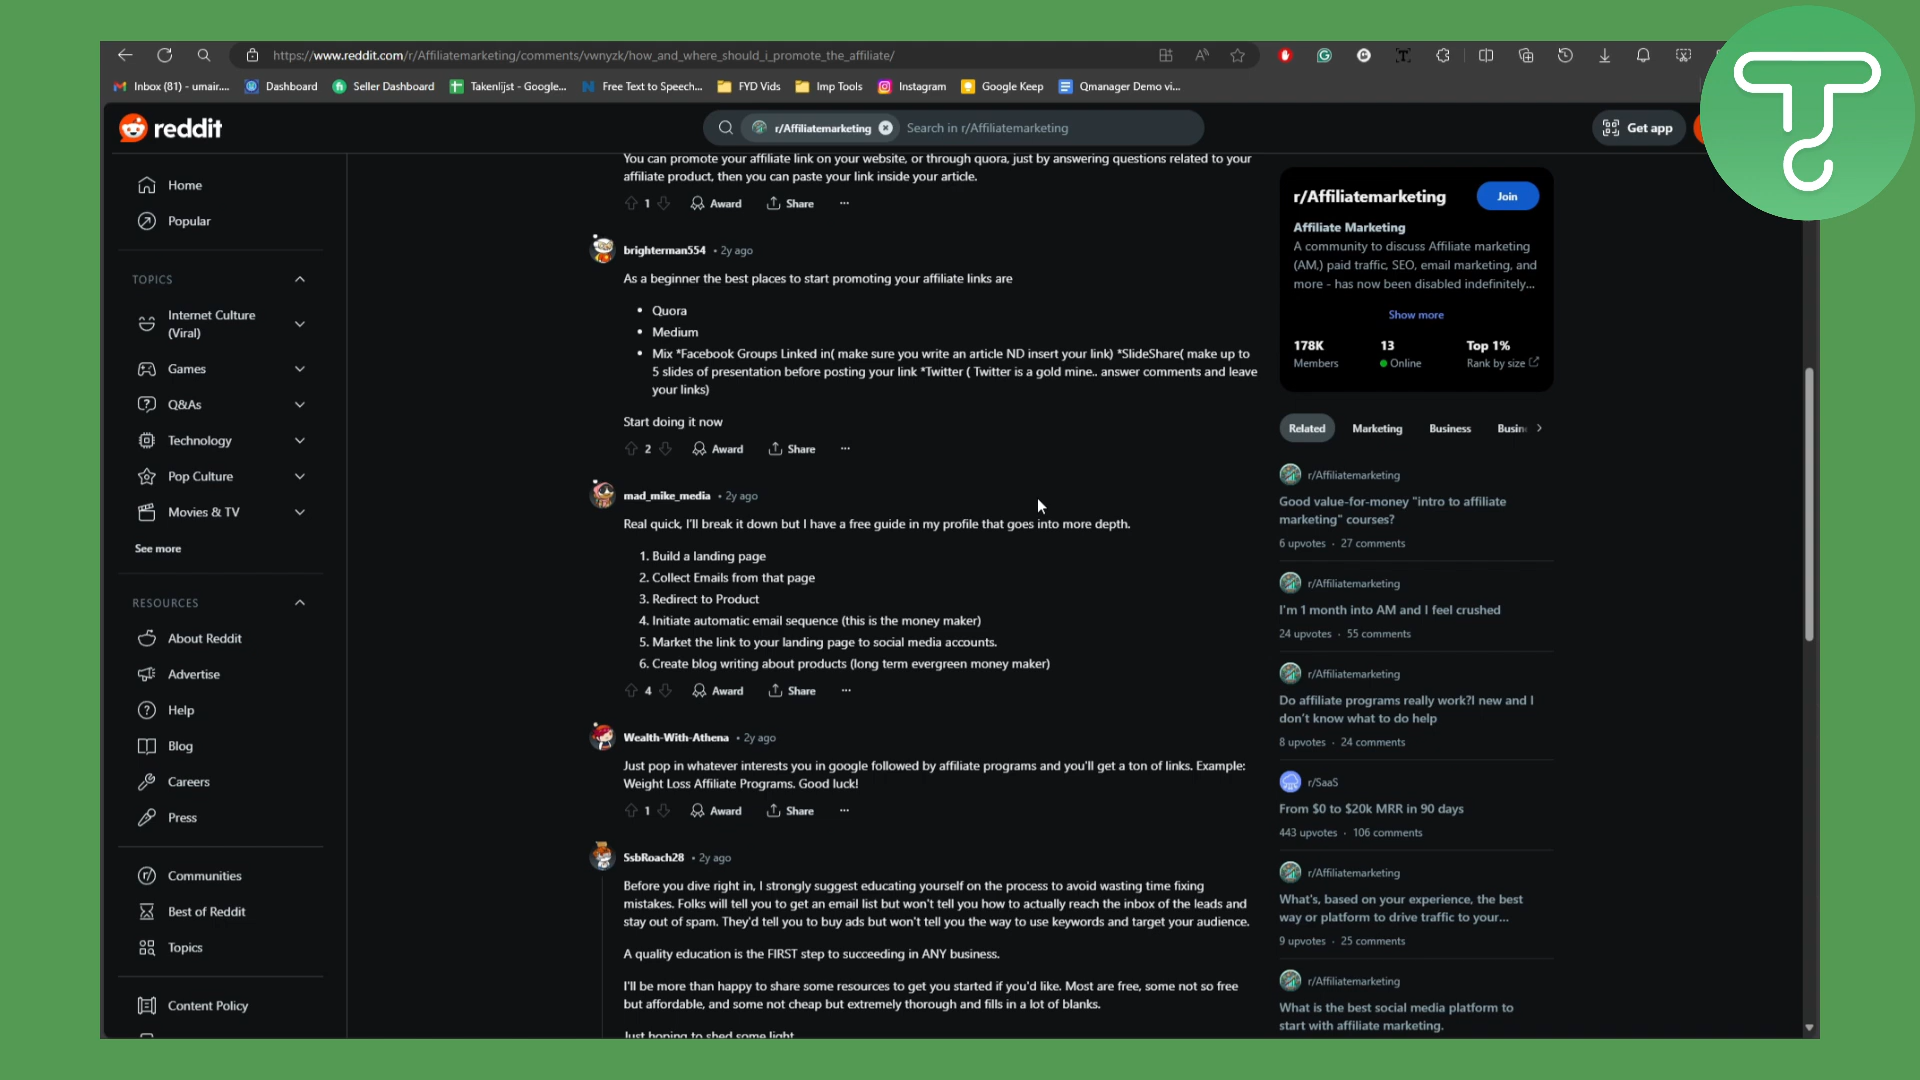 https://www.reddit.com/r/Affiliatemarketing/comments/vwnyzk/how_and_where_should_i_promote_the_affiliate/
Inbox (81) - umair.... Dashboard Seller Dashboard Takenlijst - Google... Free Text to Speech... FYD Vids Imp Tools Instagram Google Keep Qmanager Demo vi...
reddit r/Affiliatemarketing Search in r/Affiliatemarketing Get app
Home
Popular
TOPICS
Internet Culture
(Viral)
Games
Q&As
Technology
Pop Culture
Movies & TV
See more
RESOURCES
About Reddit
Advertise
Help
Blog
Careers
Press
Communities
Best of Reddit
Topics
Content Policy
You can promote your affiliate link on your website, or through quora, just by answering questions related to your
affiliate product, then you can paste your link inside your article.
1 Award Share ...
brighterman554 • 2y ago
As a beginner the best places to start promoting your affiliate links are
• Quora
• Medium
• Mix *Facebook Groups Linked in( make sure you write an article ND insert your link) *SlideShare( make up to
5 slides of presentation before posting your link *Twitter ( Twitter is a gold mine.. answer comments and leave
your links)
Start doing it now
2 Award Share ...
mad_mike_media • 2y ago
Real quick, I'll break it down but I have a free guide in my profile that goes into more depth.
1. Build a landing page
2. Collect Emails from that page
3. Redirect to Product
4. Initiate automatic email sequence (this is the money maker)
5. Market the link to your landing page to social media accounts.
6. Create blog writing about products (long term evergreen money maker)
4 Award Share ...
Wealth-With-Athena • 2y ago
Just pop in whatever interests you in google followed by affiliate programs and you'll get a ton of links. Example:
Weight Loss Affiliate Programs. Good luck!
1 Award Share ...
SsbRoach28 • 2y ago
Before you dive right in, I strongly suggest educating yourself on the process to avoid wasting time fixing
mistakes. Folks will tell you to get an email list but won't tell you how to actually reach the inbox of the leads and
stay out of spam. They'd tell you to buy ads but won't tell you the way to use keywords and target your audience.
A quality education is the FIRST step to succeeding in ANY business.
I'll be more than happy to share some resources to get you started if you'd like. Most are free, some not so free
but affordable, and some not cheap but extremely thorough and fills in a lot of blanks.
Just hoping to shed some light
r/Affiliatemarketing Join
Affiliate Marketing
A community to discuss Affiliate marketing
(AM,) paid traffic, SEO, email marketing, and
more - has now been disabled indefinitely...
Show more
178K 13 Top 1%
Members Online Rank by size
Related Marketing Business Busin
r/Affiliatemarketing
Good value-for-money "intro to affiliate
marketing" courses?
6 upvotes · 27 comments
r/Affiliatemarketing
I'm 1 month into AM and I feel crushed
24 upvotes · 55 comments
r/Affiliatemarketing
Do affiliate programs really work?I new and I
don't know what to do help
8 upvotes · 24 comments
r/SaaS
From $0 to $20k MRR in 90 days
443 upvotes · 106 comments
r/Affiliatemarketing
What's, based on your experience, the best
way or platform to drive traffic to your...
9 upvotes · 25 comments
r/Affiliatemarketing
What is the best social media platform to
start with affiliate marketing.